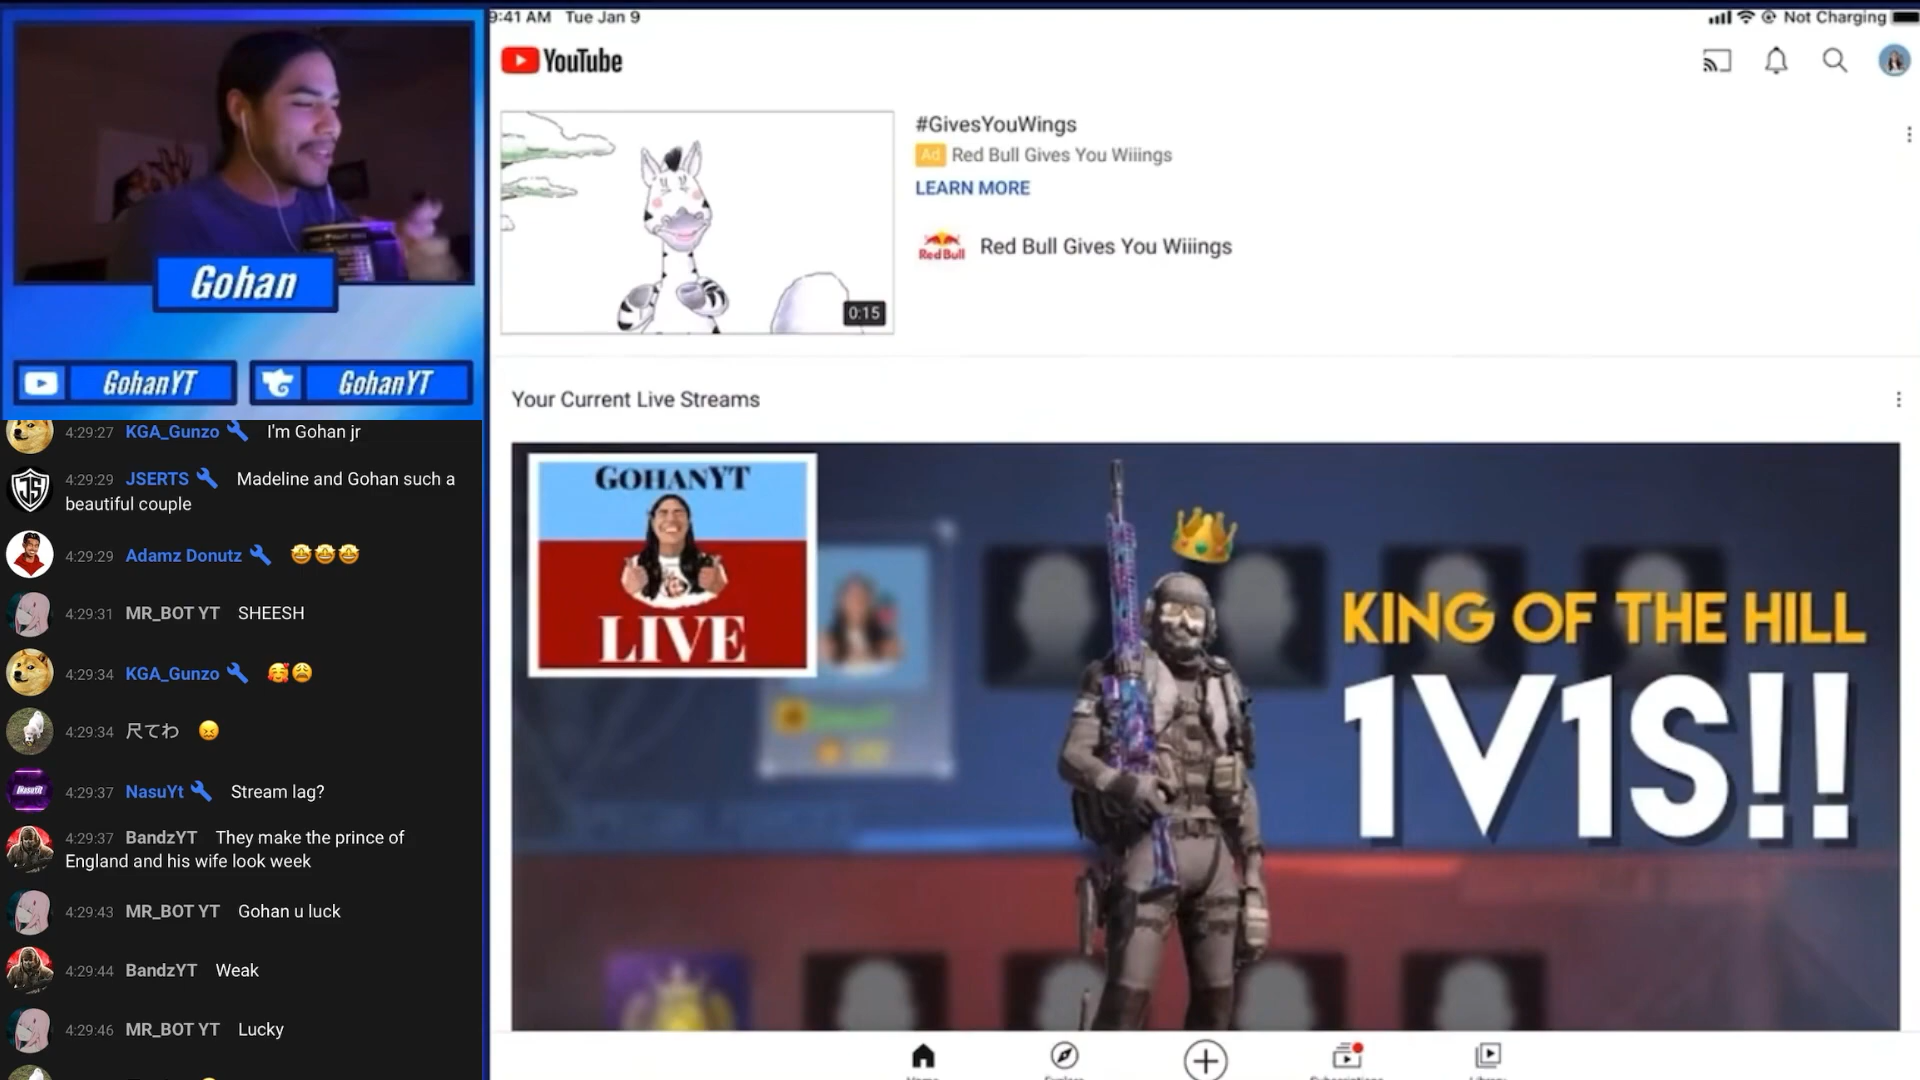 Gohan
GohanYT
GohanYT
4:29:27 KGA_Gunzo I'm Gohan jr
4:29:29 JSERTS Madeline and Gohan such a
beautiful couple
4:29:29 Adamz Donutz 🤩🤩🤩
4:29:31 MR_BOT YT SHEESH
4:29:34 KGA_Gunzo 🥰😩
4:29:34 尺てわ 😖
4:29:37 NasuYt Stream lag?
4:29:37 BandzYT They make the prince of
England and his wife look week
4:29:43 MR_BOT YT Gohan u luck
4:29:44 BandzYT Weak
4:29:46 MR_BOT YT Lucky
9:41 AM Tue Jan 9
Not Charging
YouTube
0:15
#GivesYouWings
Ad Red Bull Gives You Wiiings
LEARN MORE
Red Bull
Red Bull Gives You Wiiings
Your Current Live Streams
GOHANYT
LIVE
KING OF THE HILL
1V1S!!